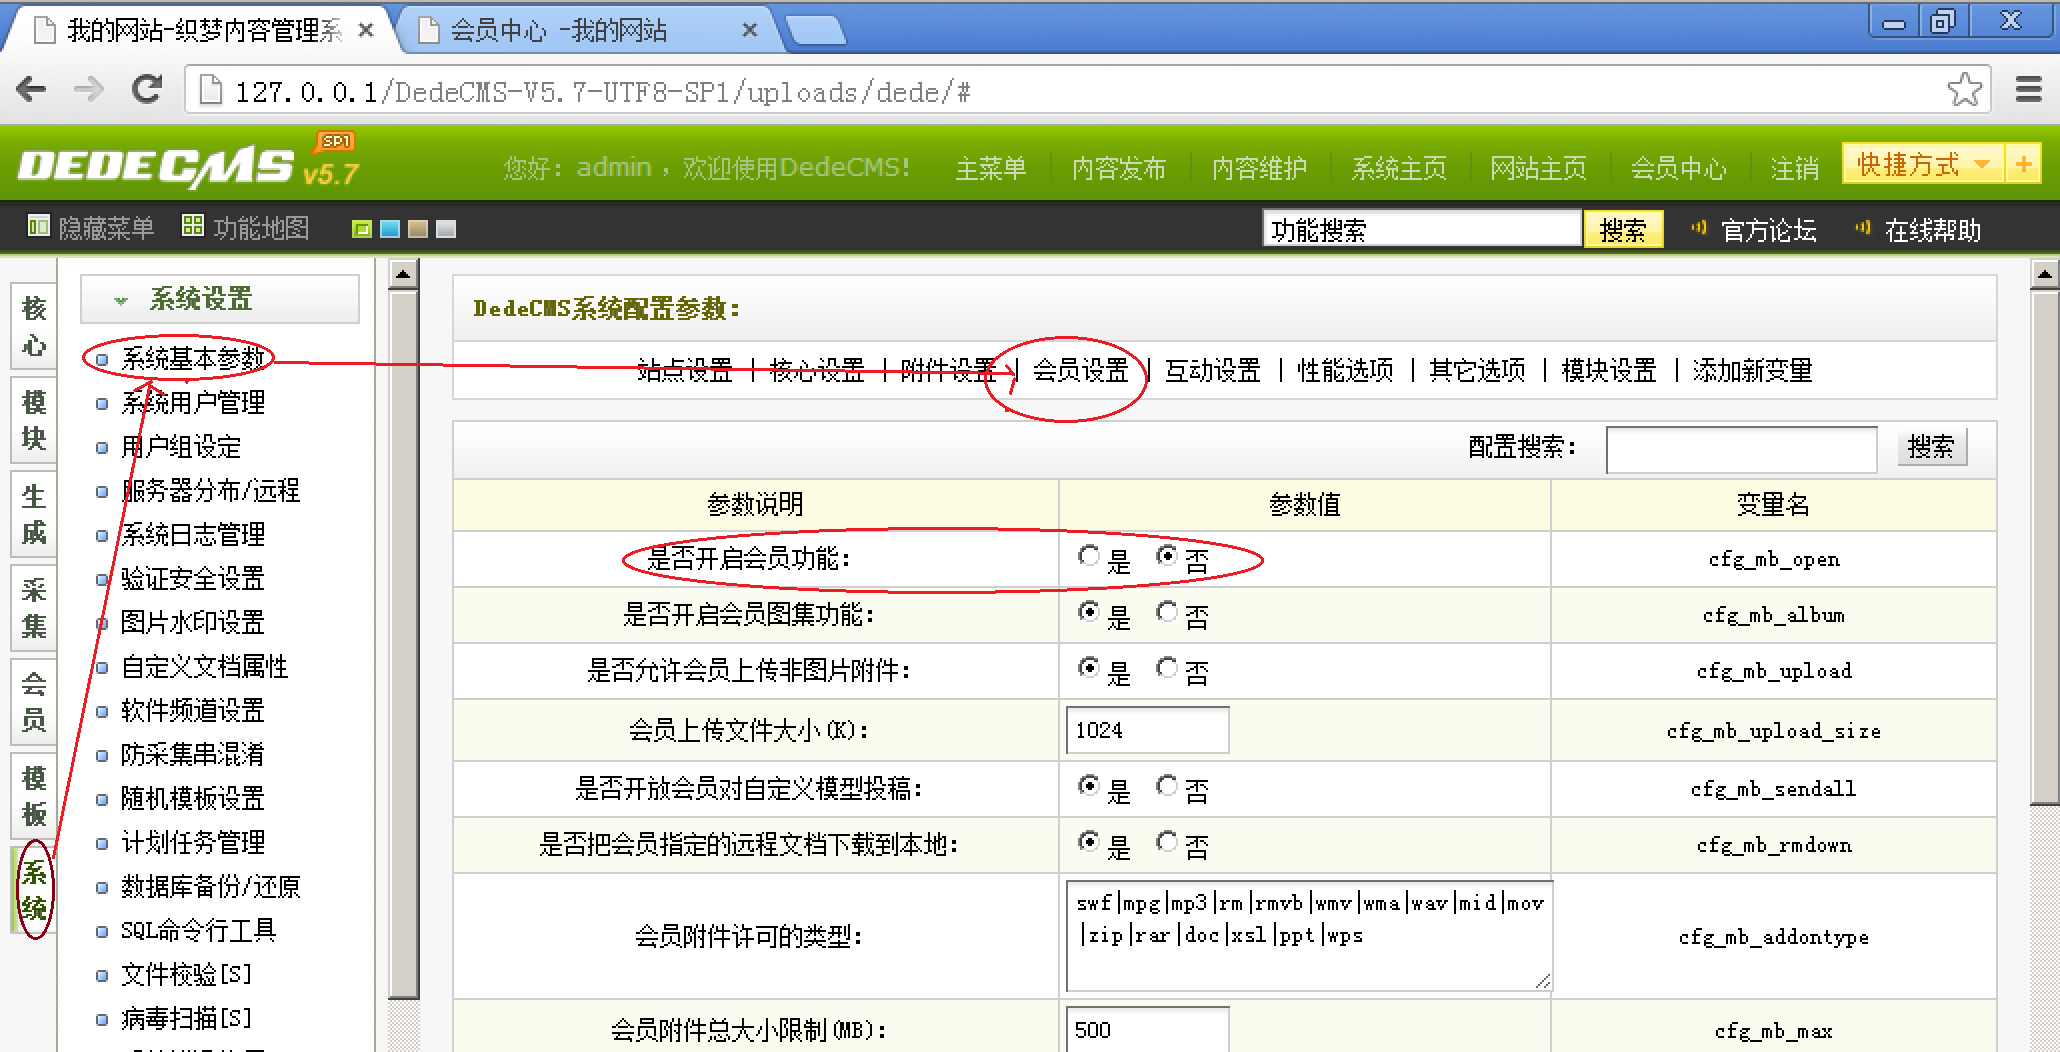 我的网站-织梦内容管理系
会员中心 -我的网站
127.0.0.1/DedeCMS-V5.7-UTF8-SP1/uploads/dede/#
DEDECMS SP1 v5.7
您好：admin ，欢迎使用DedeCMS！ 主菜单 内容发布 内容维护 系统主页 网站主页 会员中心 注销 快捷方式 +
隐藏菜单 功能地图 功能搜索 搜索 官方论坛 在线帮助
核心
模块
生成
采集
会员
模板
系统
系统设置
系统基本参数
系统用户管理
用户组设定
服务器分布/远程
系统日志管理
验证安全设置
图片水印设置
自定义文档属性
软件频道设置
防采集串混淆
随机模板设置
计划任务管理
数据库备份/还原
SQL命令行工具
文件校验[S]
病毒扫描[S]
DedeCMS系统配置参数：
站点设置 | 核心设置 | 附件设置 | 会员设置 | 互动设置 | 性能选项 | 其它选项 | 模块设置 | 添加新变量
配置搜索： 搜索
参数说明 参数值 变量名
是否开启会员功能： 是 否 cfg_mb_open
是否开启会员图集功能： 是 否 cfg_mb_album
是否允许会员上传非图片附件： 是 否 cfg_mb_upload
会员上传文件大小(K)： 1024 cfg_mb_upload_size
是否开放会员对自定义模型投稿： 是 否 cfg_mb_sendall
是否把会员指定的远程文档下载到本地： 是 否 cfg_mb_rmdown
会员附件许可的类型： swf|mpg|mp3|rm|rmvb|wmv|wma|wav|mid|mov
|zip|rar|doc|xsl|ppt|wps cfg_mb_addontype
会员附件总大小限制(MB)： 500 cfg_mb_max